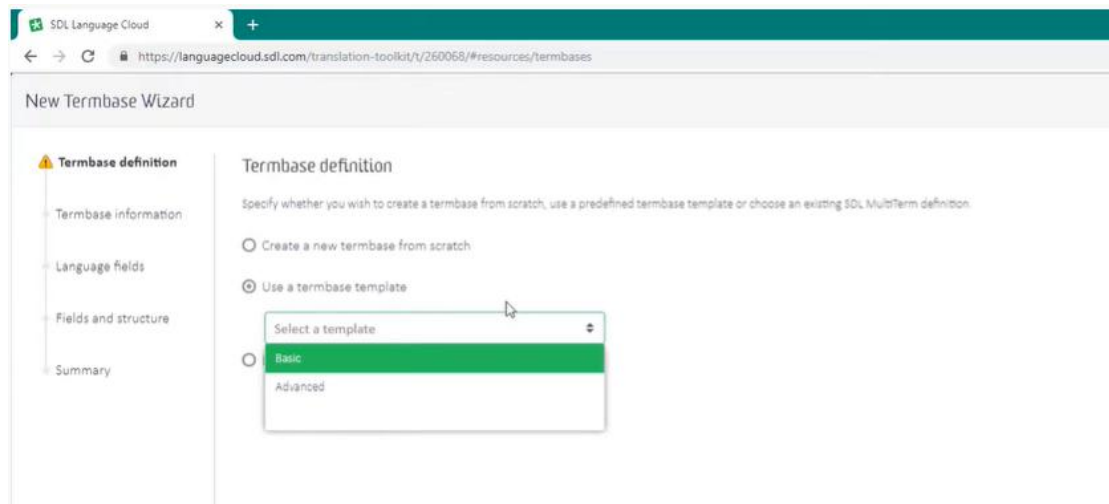 SDL Language Cloud
https://languagecloud.sdl.com/translation-toolkit/t/260068/#resources/termbases
New Termbase Wizard
Termbase definition
Termbase information
Language fields
Fields and structure
Summary
Termbase definition
Specify whether you wish to create a termbase from scratch, use a predefined termbase template or choose an existing SDL MultiTerm definition.
Create a new termbase from scratch
Use a termbase template
Select a template
Basic
Advanced